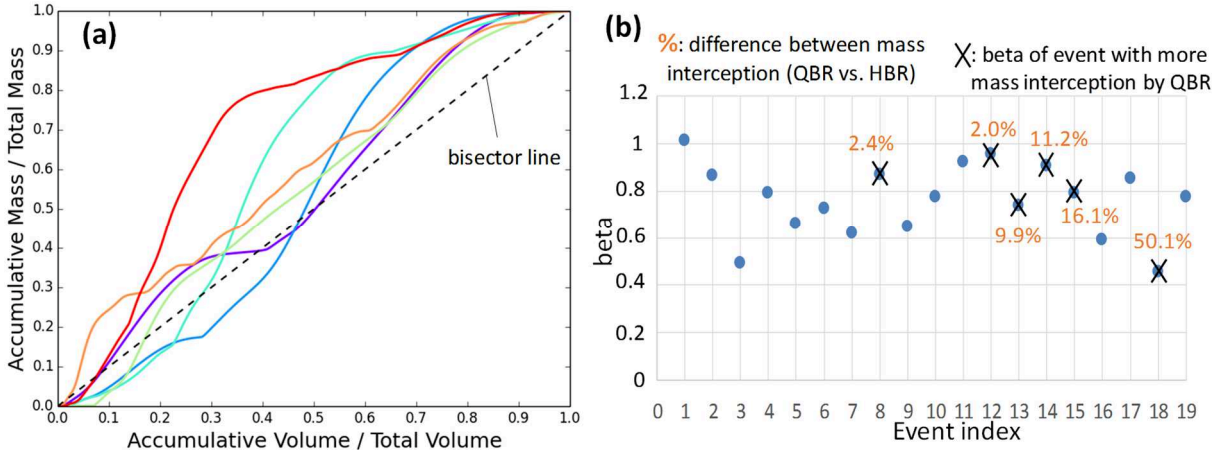 (a)
Accumulative Mass / Total Mass
1.0
0.9
0.8
0.7
0.6
0.5
0.4
0.3
0.2
0.1
0.0
bisector line
0.0 0.1 0.2 0.3 0.4 0.5 0.6 0.7 0.8 0.9 1.0
Accumulative Volume / Total Volume
(b)
%: difference between mass
interception (QBR vs. HBR)
X: beta of event with more
mass interception by QBR
beta
1.2
1
0.8
0.6
0.4
0.2
0
2.4%
2.0%
11.2%
9.9%
16.1%
50.1%
0 1 2 3 4 5 6 7 8 9 10 11 12 13 14 15 16 17 18 19
Event index